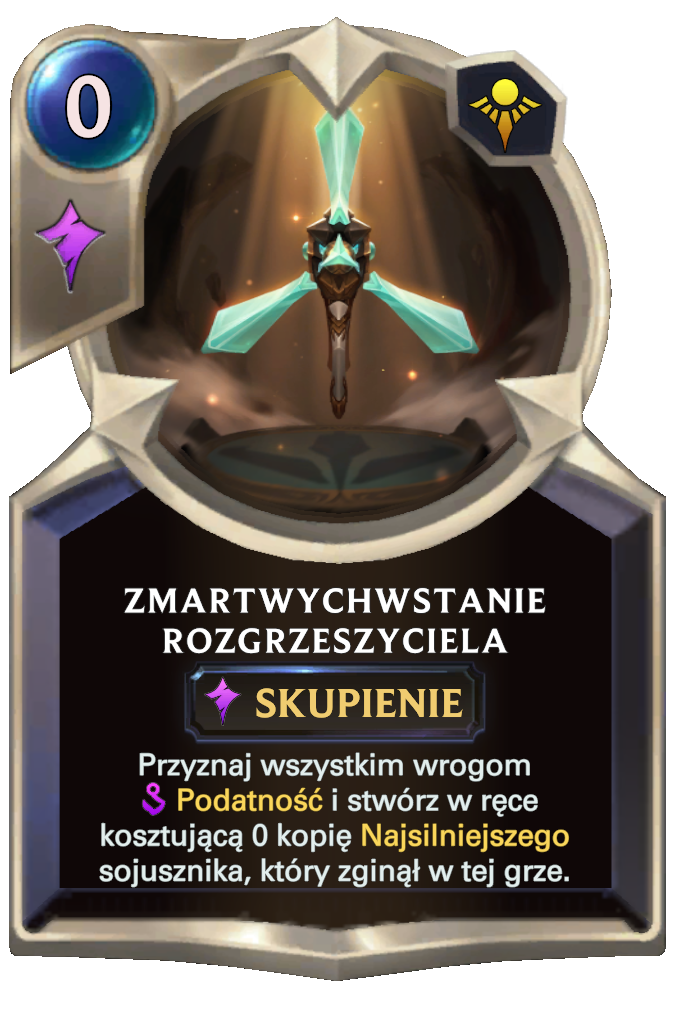 0
ZMARTWYCHWSTANIE
ROZGRZESZYCIELA
SKUPIENIE
Przyznaj wszystkim wrogom
Podatność i stwórz w ręce
kosztującą 0 kopię Najsilniejszego
sojusznika, który zginął w tej grze.